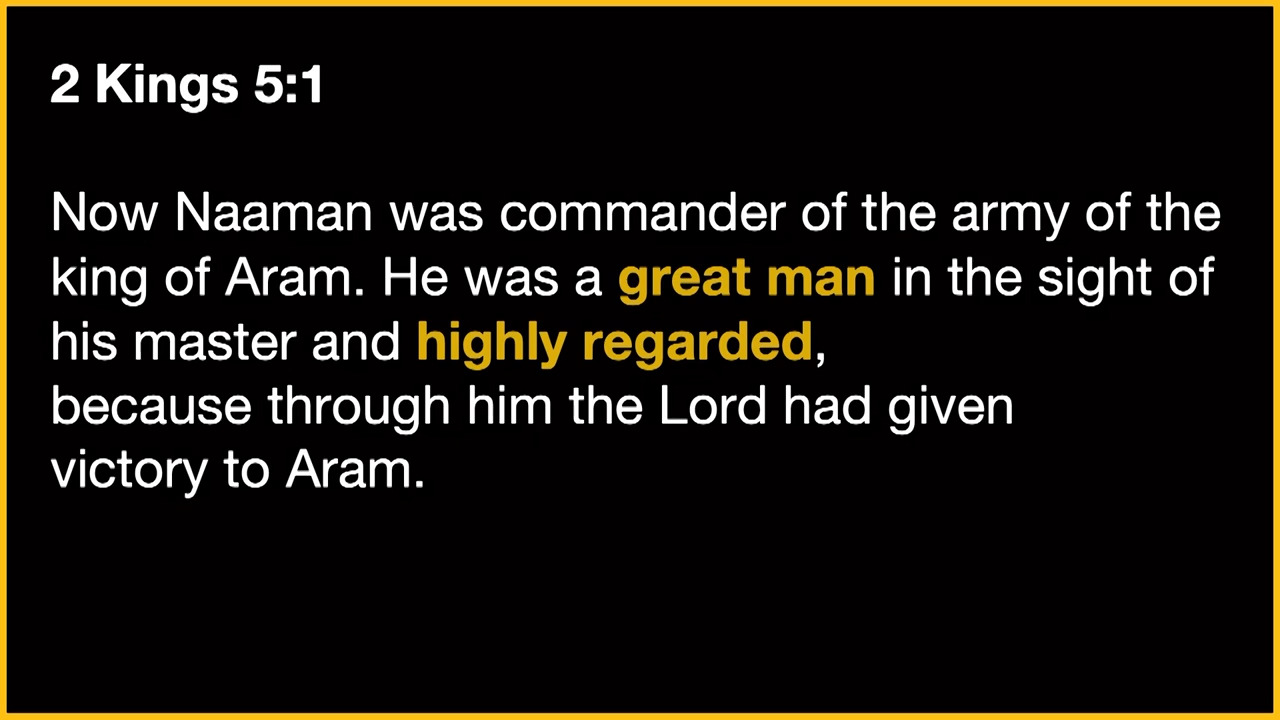 2 Kings 5:1
Now Naaman was commander of the army of the
king of Aram. He was a great man in the sight of
his master and highly regarded,
because through him the Lord had given
victory to Aram.